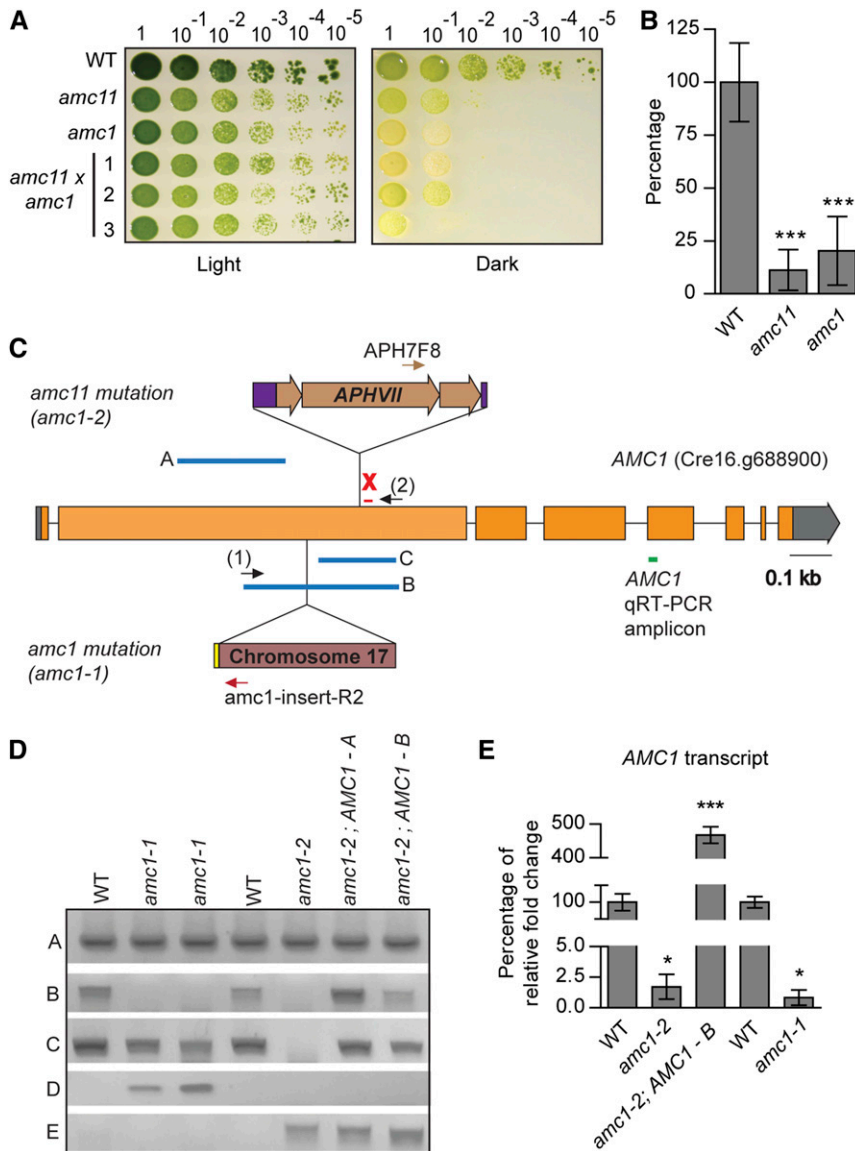 A
1 10⁻¹ 10⁻² 10⁻³ 10⁻⁴ 10⁻⁵
1 10⁻¹ 10⁻² 10⁻³ 10⁻⁴ 10⁻⁵
WT
amc11
amc1
amc11 x
amc1
1
2
3
Light
Dark
B
Percentage
125
100
75
50
25
0
***
***
WT
amc11
amc1
C
APH7F8
amc11 mutation
(amc1-2)
APHVII
A
X
(2)
AMC1 (Cre16.g688900)
(1)
C
B
AMC1
qRT-PCR
amplicon
0.1 kb
amc1 mutation
(amc1-1)
Chromosome 17
amc1-insert-R2
D
WT
amc1-1
amc1-1
WT
amc1-2
amc1-2 ; AMC1 - A
amc1-2; AMC1 - B
A
B
C
D
E
E
AMC1 transcript
Percentage of
relative fold change
500
400
100
5.0
2.5
0.0
*
***
*
WT
amc1-2
amc1-2; AMC1 - B
WT
amc1-1